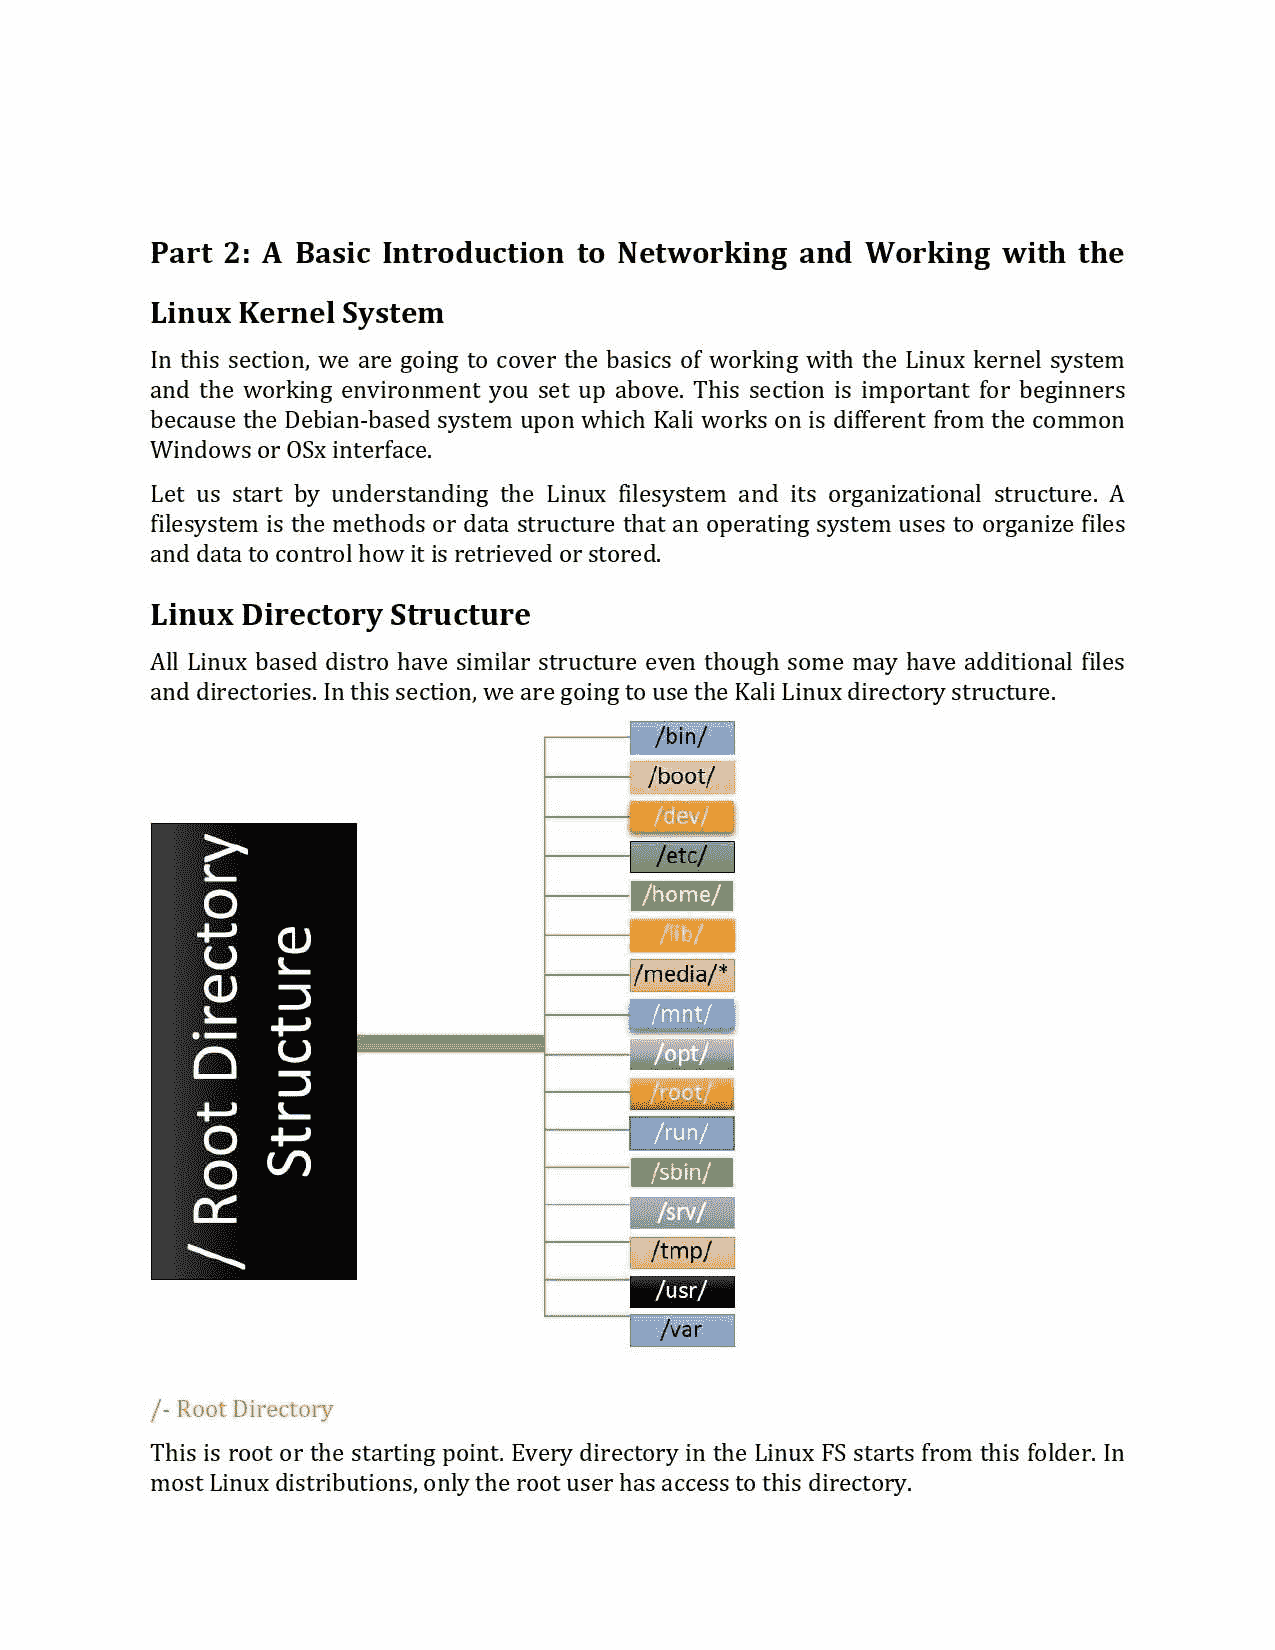 Part 2: A Basic Introduction to Networking and Working with the
Linux Kernel System
In this section, we are going to cover the basics of working with the Linux kernel system
and the working environment you set up above. This section is important for beginners
because the Debian-based system upon which Kali works on is different from the common
Windows or OSx interface.
Let us start by understanding the Linux filesystem and its organizational structure. A
filesystem is the methods or data structure that an operating system uses to organize files
and data to control how it is retrieved or stored.
Linux Directory Structure
All Linux based distro have similar structure even though some may have additional files
and directories. In this section, we are going to use the Kali Linux directory structure.
/ Root Directory
Structure
/bin/
/boot/
/dev/
/etc/
/home/
/lib/
/media/*
/mnt/
/opt/
/root/
/run/
/sbin/
/srv/
/tmp/
/usr/
/var
/- Root Directory
This is root or the starting point. Every directory in the Linux FS starts from this folder. In
most Linux distributions, only the root user has access to this directory.